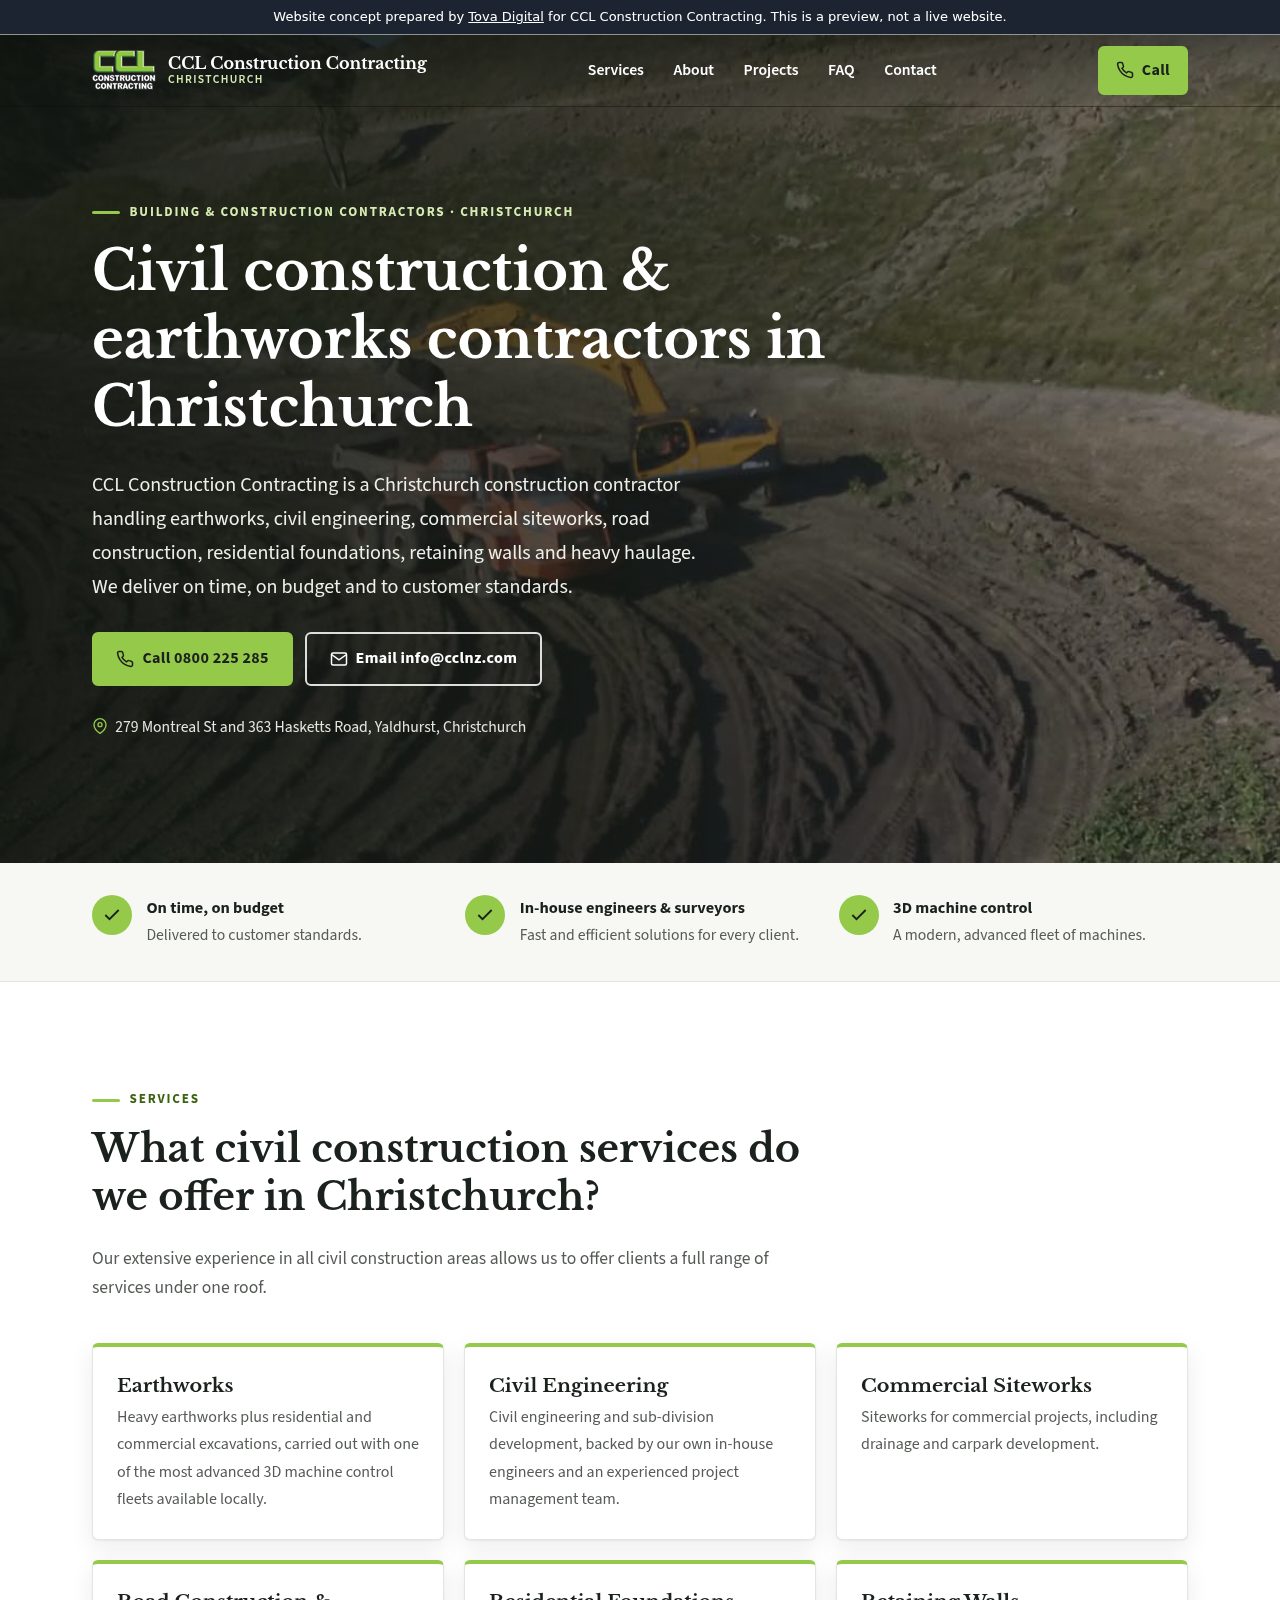 Website concept prepared by Tova Digital for CCL Construction Contracting. This is a preview, not a live website.
CCL
CONSTRUCTION
CONTRACTING
CCL Construction Contracting
CHRISTCHURCH
Services
About
Projects
FAQ
Contact
Call
BUILDING & CONSTRUCTION CONTRACTORS · CHRISTCHURCH
Civil construction &
earthworks contractors in
Christchurch
CCL Construction Contracting is a Christchurch construction contractor
handling earthworks, civil engineering, commercial siteworks, road
construction, residential foundations, retaining walls and heavy haulage.
We deliver on time, on budget and to customer standards.
Call 0800 225 285
Email info@cclnz.com
279 Montreal St and 363 Hasketts Road, Yaldhurst, Christchurch
On time, on budget
Delivered to customer standards.
In-house engineers & surveyors
Fast and efficient solutions for every client.
3D machine control
A modern, advanced fleet of machines.
SERVICES
What civil construction services do
we offer in Christchurch?
Our extensive experience in all civil construction areas allows us to offer clients a full range of
services under one roof.
Earthworks
Heavy earthworks plus residential and
commercial excavations, carried out with one
of the most advanced 3D machine control
fleets available locally.
Civil Engineering
Civil engineering and sub-division
development, backed by our own in-house
engineers and an experienced project
management team.
Commercial Siteworks
Siteworks for commercial projects, including
drainage and carpark development.
Road Construction &
Residential Foundations
Retaining Walls